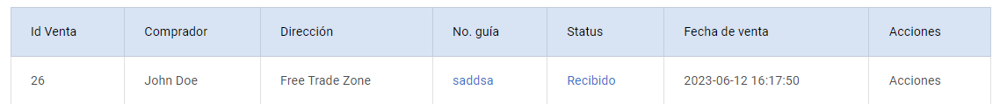 Id Venta Comprador Dirección No. guía Status Fecha de venta Acciones
26 John Doe Free Trade Zone saddsa Recibido 2023-06-12 16:17:50 Acciones